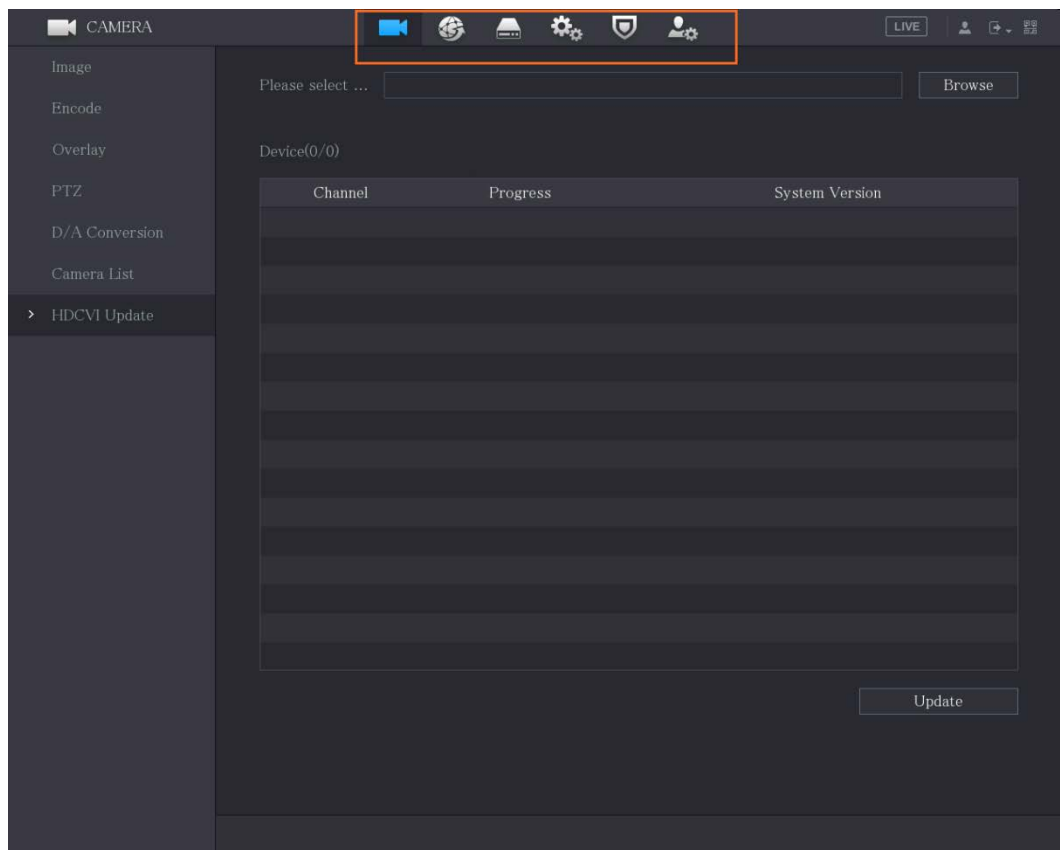 CAMERA
LIVE
Image
Encode
Overlay
PTZ
D/A Conversion
Camera List
HDCVI Update
Please select ...
Browse
Device(0/0)
Channel Progress System Version
Update